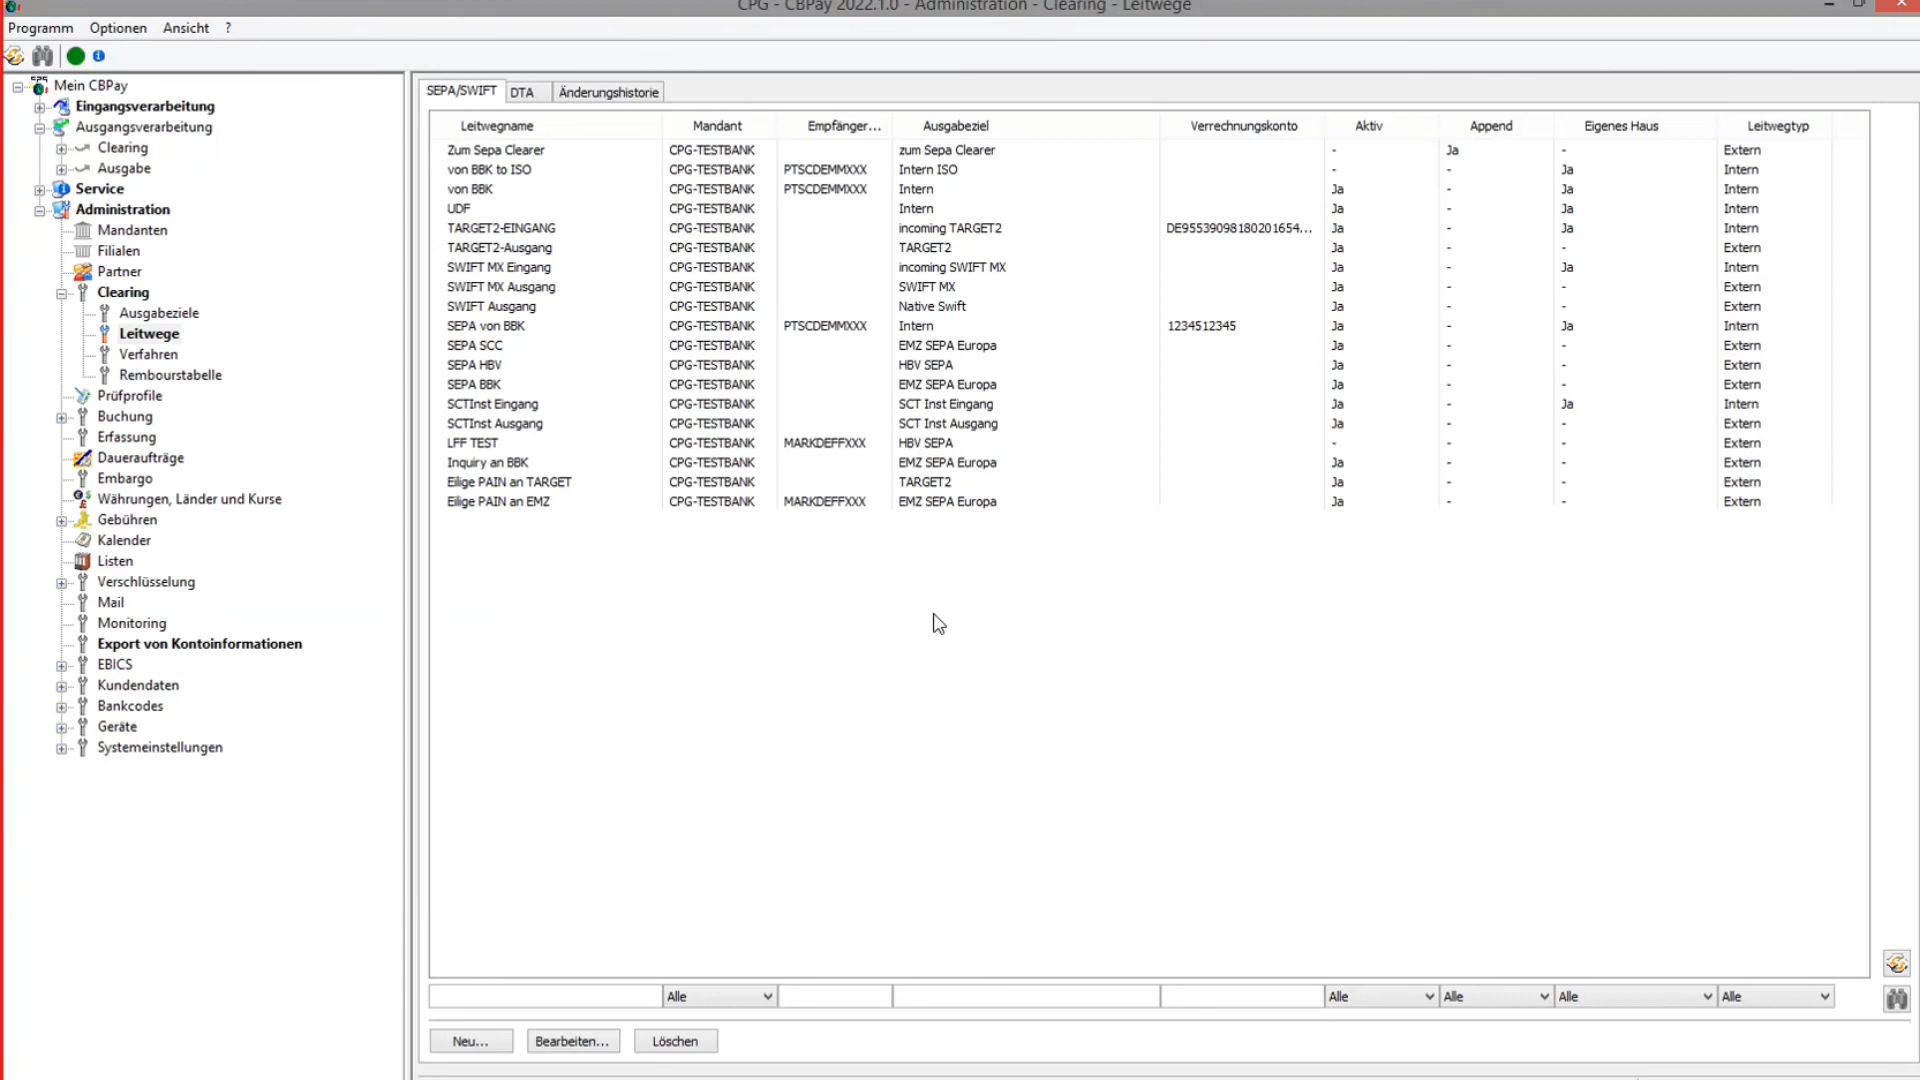 CPG - CBPay 2022.1.0 - Administration - Clearing - Leitwege
Programm Optionen Ansicht ?
Mein CBPay
Eingangsverarbeitung
Ausgangsverarbeitung
Clearing
Ausgabe
Service
Administration
Mandanten
Filialen
Partner
Clearing
Ausgabeziele
Leitwege
Verfahren
Rembourstabelle
Prüfprofile
Buchung
Erfassung
Daueraufträge
Embargo
Währungen, Länder und Kurse
Gebühren
Kalender
Listen
Verschlüsselung
Mail
Monitoring
Export von Kontoinformationen
EBICS
Kundendaten
Bankcodes
Geräte
Systemeinstellungen
SEPA/SWIFT DTA Änderungshistorie
Leitwegname Mandant Empfänger... Ausgabeziel Verrechnungskonto Aktiv Append Eigenes Haus Leitwegtyp
Zum Sepa Clearer CPG-TESTBANK zum Sepa Clearer - Ja - Extern
von BBK to ISO CPG-TESTBANK PTSCDEMMXXX Intern ISO - - Ja Intern
von BBK CPG-TESTBANK PTSCDEMMXXX Intern Ja - Ja Intern
UDF CPG-TESTBANK Intern Ja - Ja Intern
TARGET2-EINGANG CPG-TESTBANK incoming TARGET2 DE95539098180201654... Ja - Ja Intern
TARGET2-Ausgang CPG-TESTBANK TARGET2 Ja - - Extern
SWIFT MX Eingang CPG-TESTBANK incoming SWIFT MX Ja - Ja Intern
SWIFT MX Ausgang CPG-TESTBANK SWIFT MX Ja - - Extern
SWIFT Ausgang CPG-TESTBANK Native Swift Ja - - Extern
SEPA von BBK CPG-TESTBANK PTSCDEMMXXX Intern 1234512345 Ja - Ja Intern
SEPA SCC CPG-TESTBANK EMZ SEPA Europa Ja - - Extern
SEPA HBV CPG-TESTBANK HBV SEPA Ja - - Extern
SEPA BBK CPG-TESTBANK EMZ SEPA Europa Ja - - Extern
SCTInst Eingang CPG-TESTBANK SCT Inst Eingang Ja - Ja Intern
SCTInst Ausgang CPG-TESTBANK SCT Inst Ausgang Ja - - Extern
LFF TEST CPG-TESTBANK MARKDEFFXXX HBV SEPA - - - Extern
Inquiry an BBK CPG-TESTBANK EMZ SEPA Europa Ja - - Extern
Eilige PAIN an TARGET CPG-TESTBANK TARGET2 Ja - - Extern
Eilige PAIN an EMZ CPG-TESTBANK MARKDEFFXXX EMZ SEPA Europa Ja - - Extern
Alle Alle Alle Alle Alle
Neu... Bearbeiten... Löschen